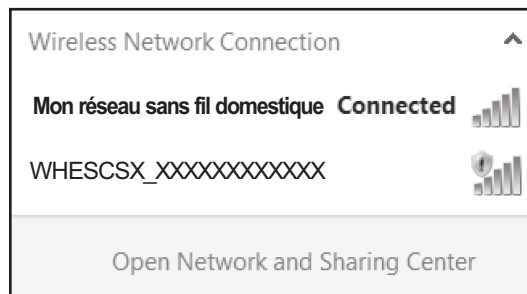 Wireless Network Connection
Mon réseau sans fil domestique Connected
WHESCSX_XXXXXXXXXXXX
Open Network and Sharing Center